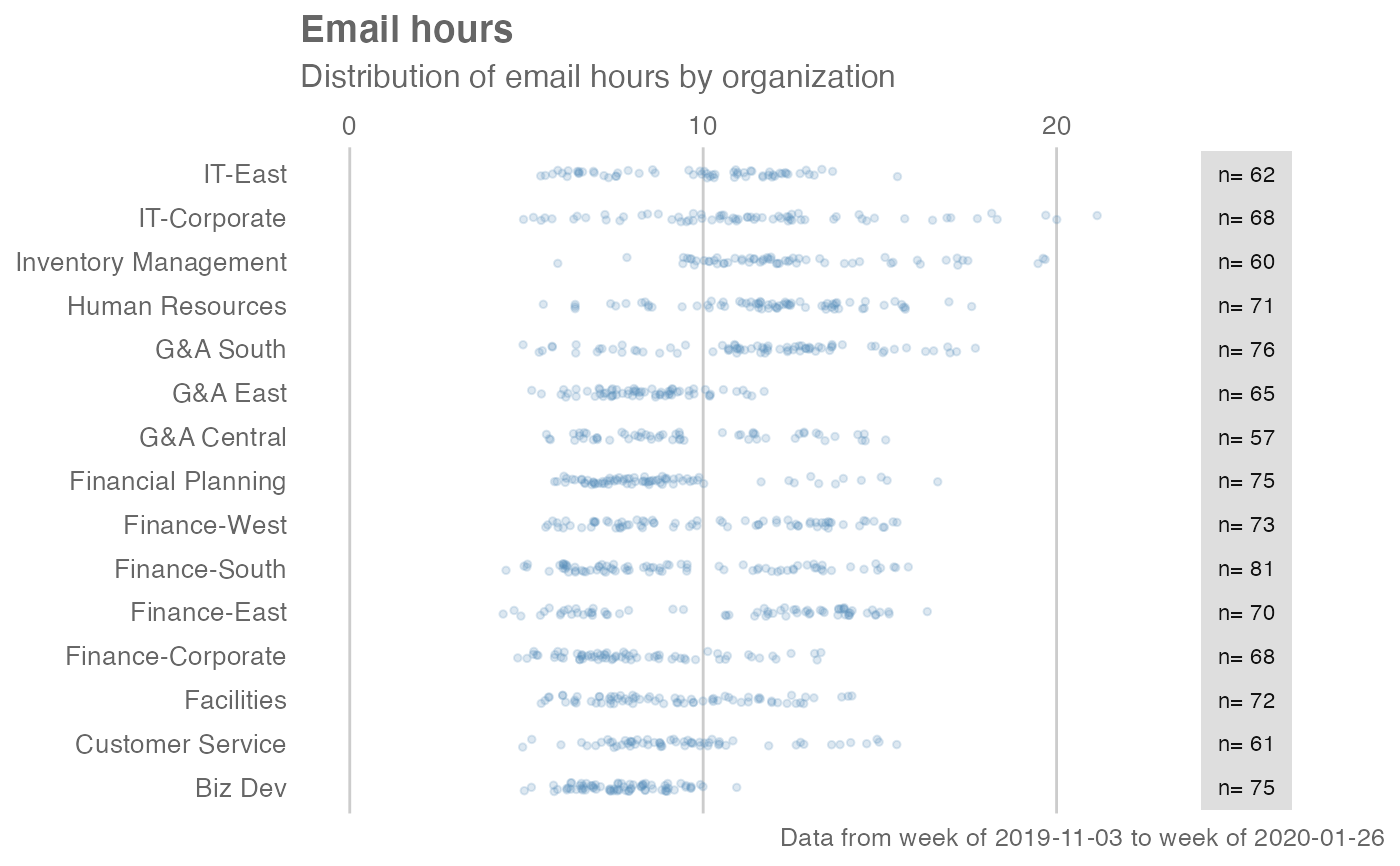 Email hours
Distribution of email hours by organization
0 10 20
IT-East n= 62
IT-Corporate n= 68
Inventory Management n= 60
Human Resources n= 71
G&A South n= 76
G&A East n= 65
G&A Central n= 57
Financial Planning n= 75
Finance-West n= 73
Finance-South n= 81
Finance-East n= 70
Finance-Corporate n= 68
Facilities n= 72
Customer Service n= 61
Biz Dev n= 75
Data from week of 2019-11-03 to week of 2020-01-26